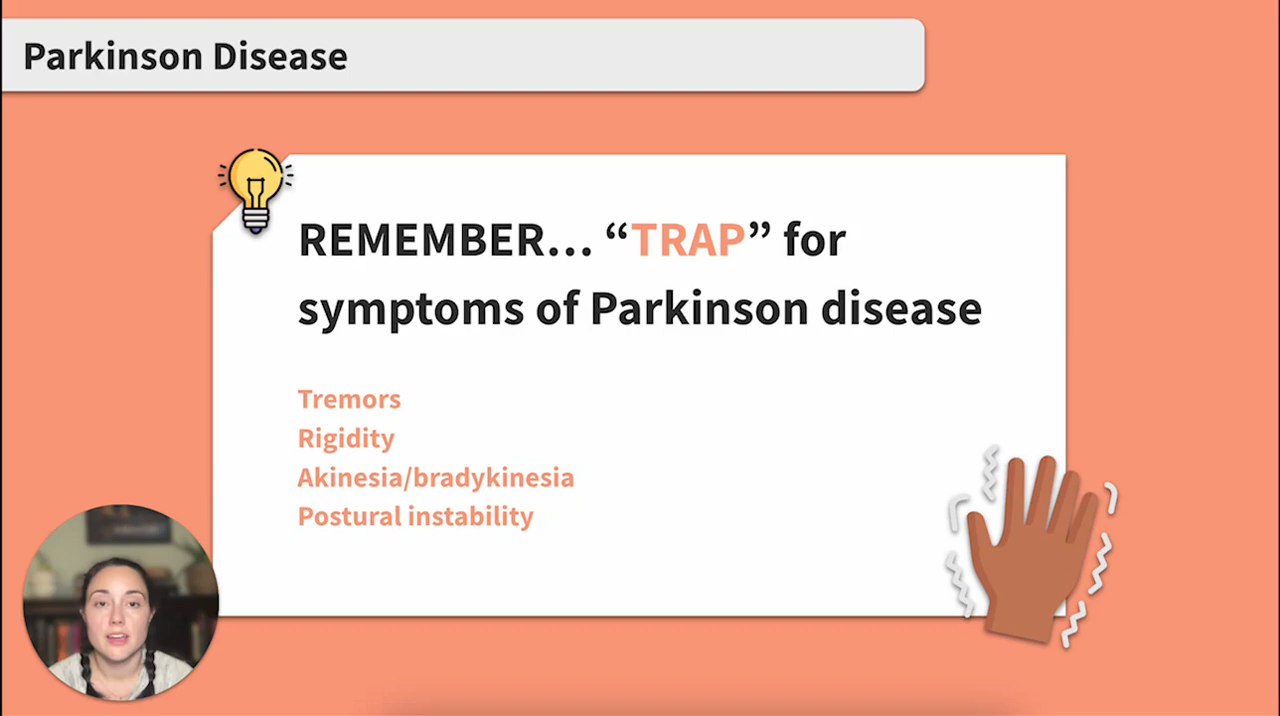 Parkinson Disease
REMEMBER... “TRAP” for
symptoms of Parkinson disease
Tremors
Rigidity
Akinesia/bradykinesia
Postural instability